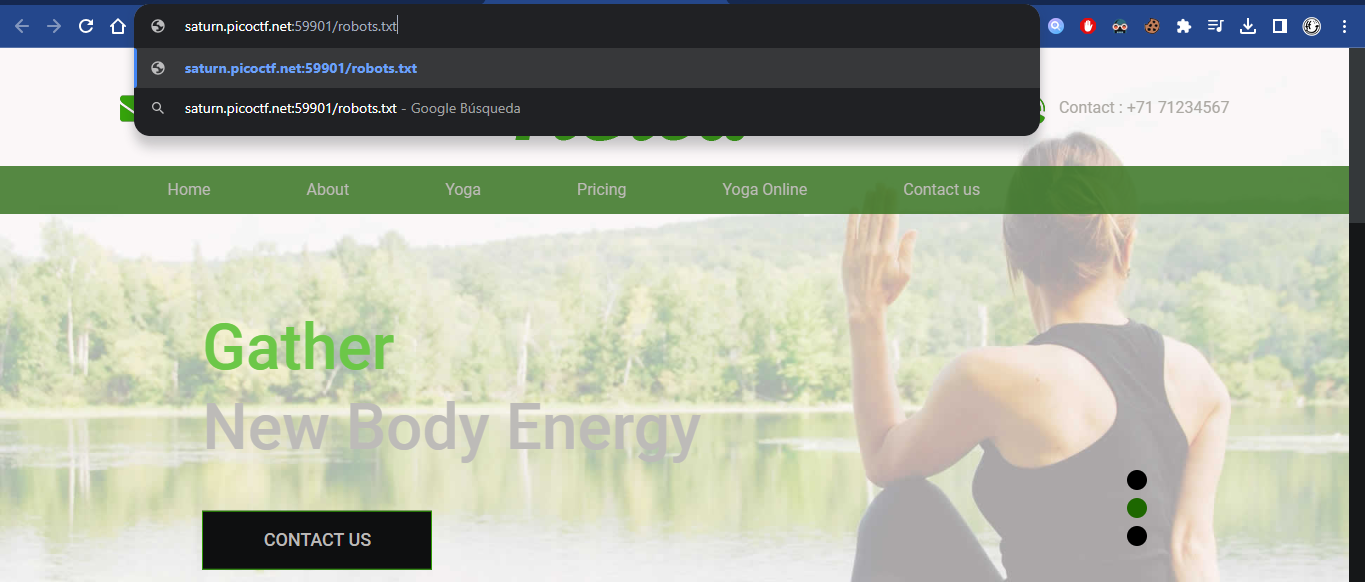 saturn.picoctf.net:59901/robots.txt
saturn.picoctf.net:59901/robots.txt
saturn.picoctf.net:59901/robots.txt - Google Búsqueda
Contact : +71 71234567
Home About Yoga Pricing Yoga Online Contact us
Gather
New Body Energy
CONTACT US